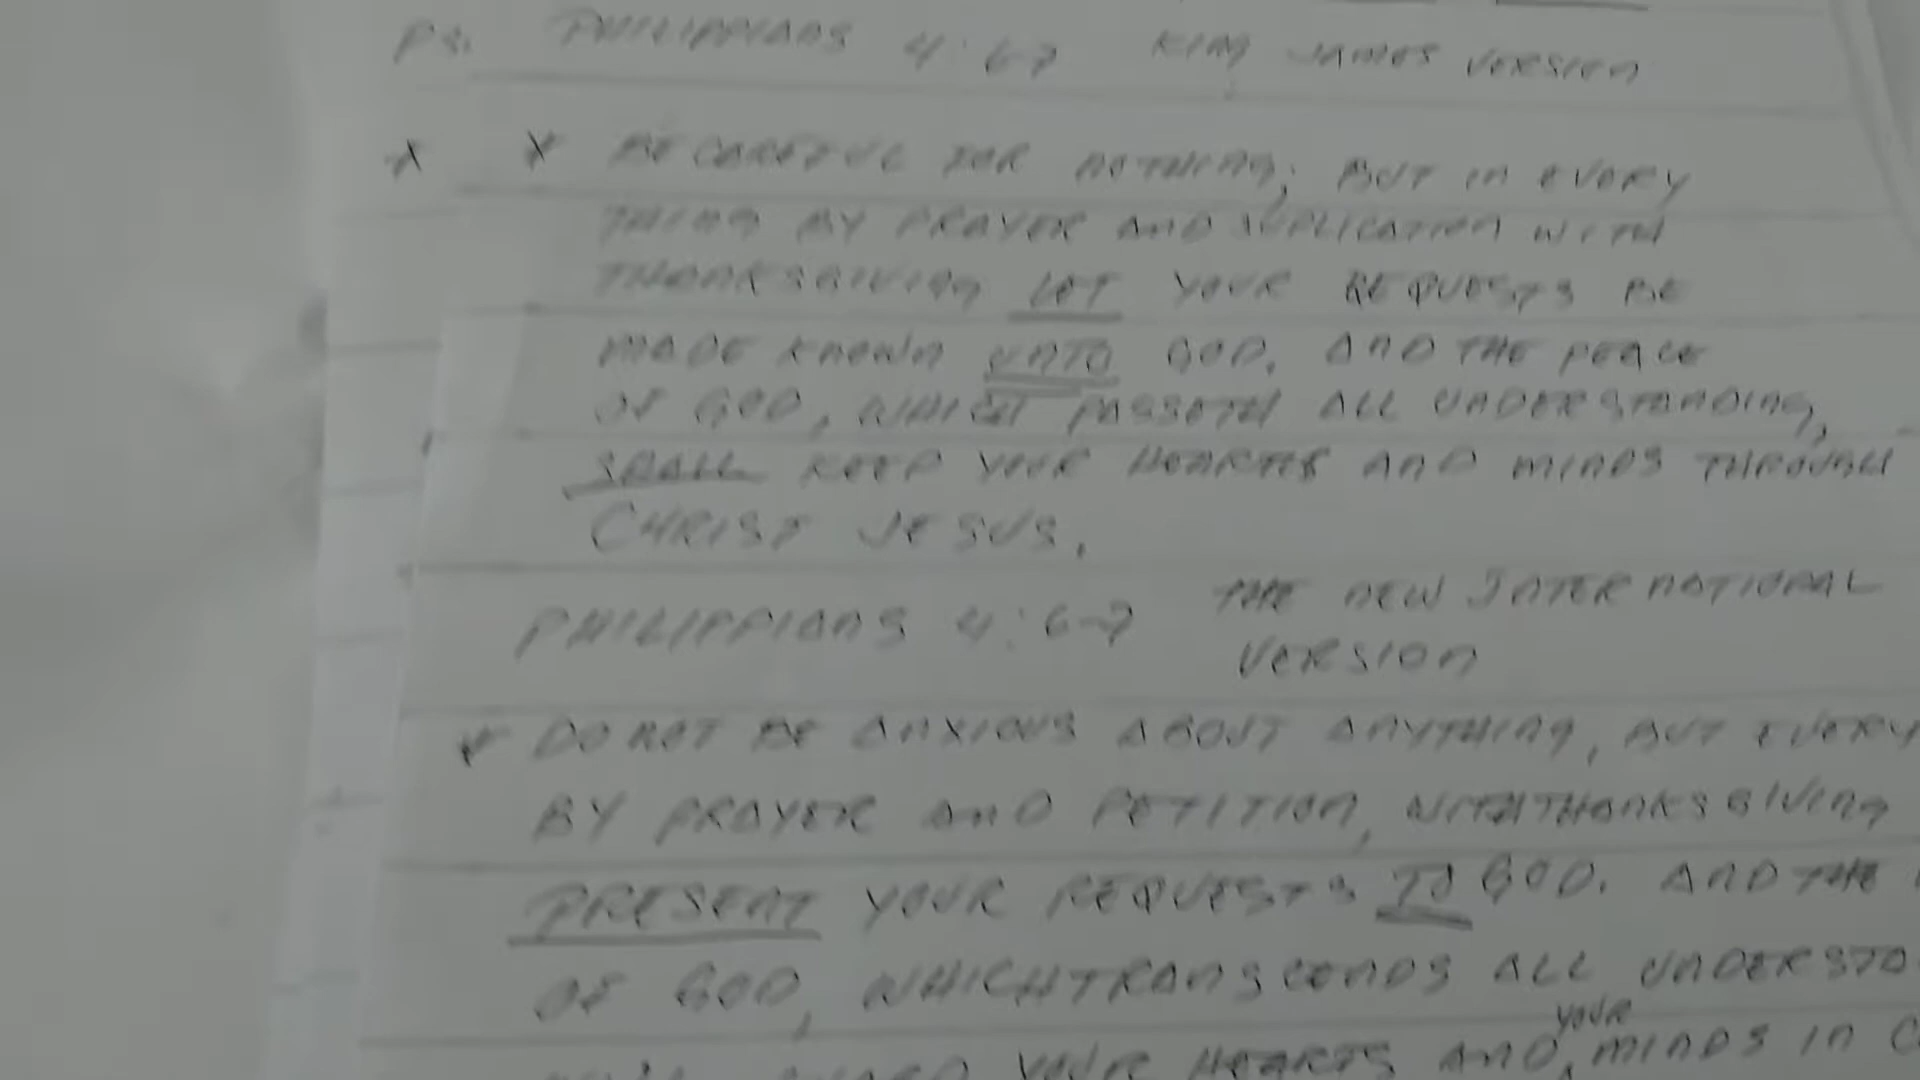 PS. PHILIPPIANS 4:6-7 KING JAMES VERSION
* * BE CAREFUL FOR NOTHING; BUT IN EVERY
THING BY PRAYER AND SUPLICATION WITH
THANKSGIVING LET YOUR REQUESTS BE
MADE KNOWN UNTO GOD. AND THE PEACE
OF GOD, WHICH PASSETH ALL UNDERSTANDING,
SHALL KEEP YOUR HEARTS AND MINDS THROUGH
CHRIST JESUS.
PHILIPPIANS 4:6-7 THE NEW INTERNATIONAL
VERSION
* DO NOT BE ANXIOUS ABOUT ANYTHING, BUT EVERY
BY PRAYER AND PETITION, WITH THANKSGIVING
PRESENT YOUR REQUESTS TO GOD. AND THE
OF GOD, WHICH TRANSCENDS ALL UNDERSTA
YOUR
YOUR HEARTS AND, MINDS IN C